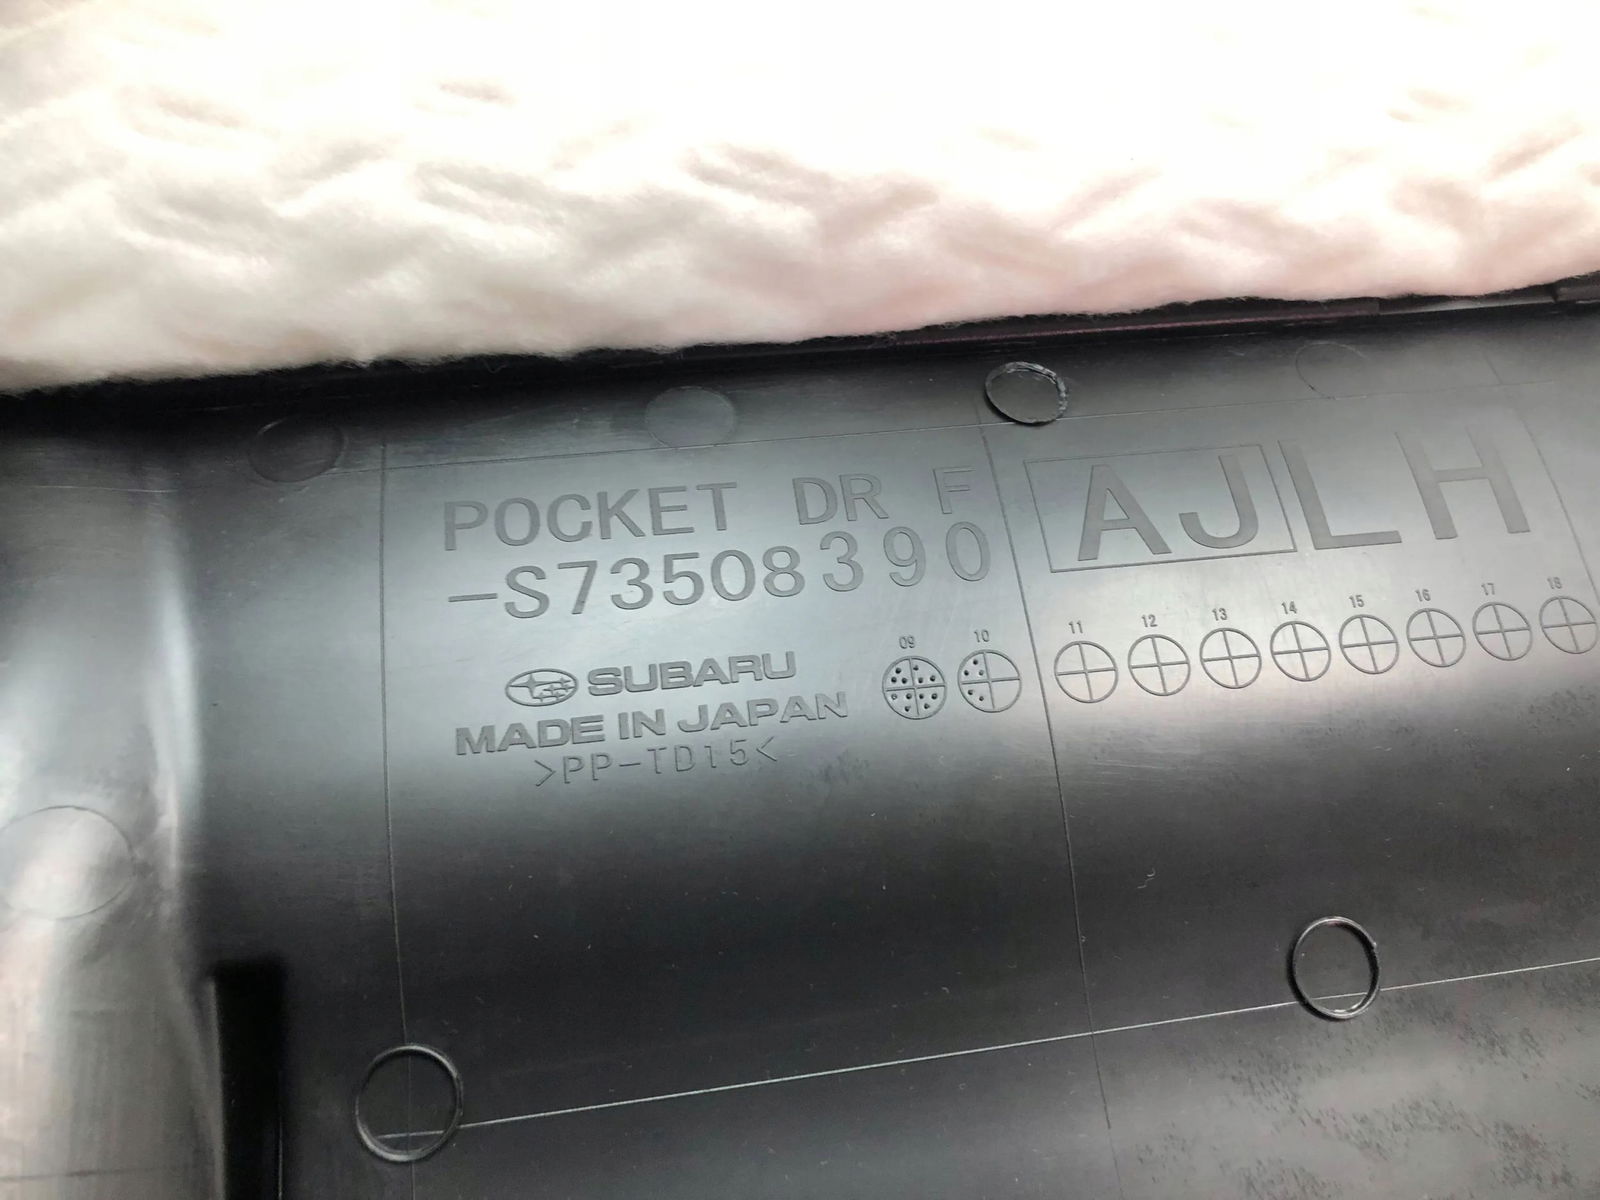 POCKET DR F
-S73508390
AJ LH
SUBARU
MADE IN JAPAN
>PP-TD15<
09 10 11 12 13 14 15 16 17 18